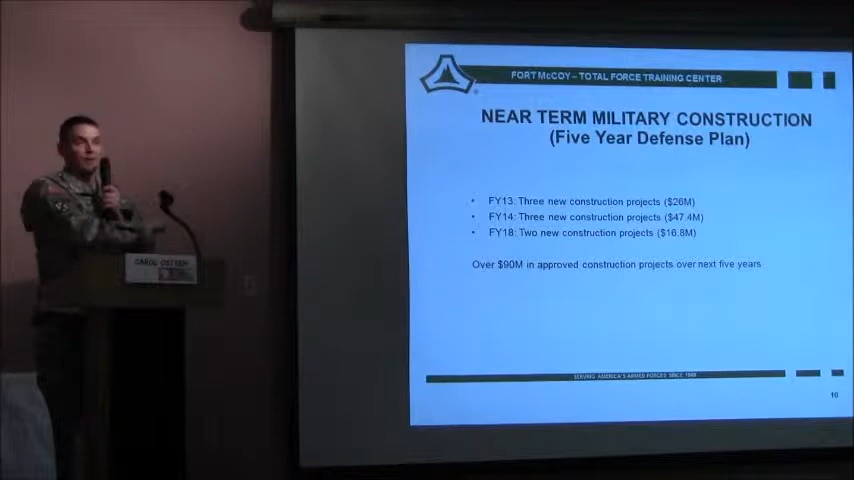 FORT McCOY – TOTAL FORCE TRAINING CENTER
NEAR TERM MILITARY CONSTRUCTION
(Five Year Defense Plan)
• FY13: Three new construction projects ($26M)
• FY14: Three new construction projects ($47.4M)
• FY18: Two new construction projects ($16.8M)
Over $90M in approved construction projects over next five years
SERVING AMERICA'S ARMED FORCES SINCE 1909
10
CAROL